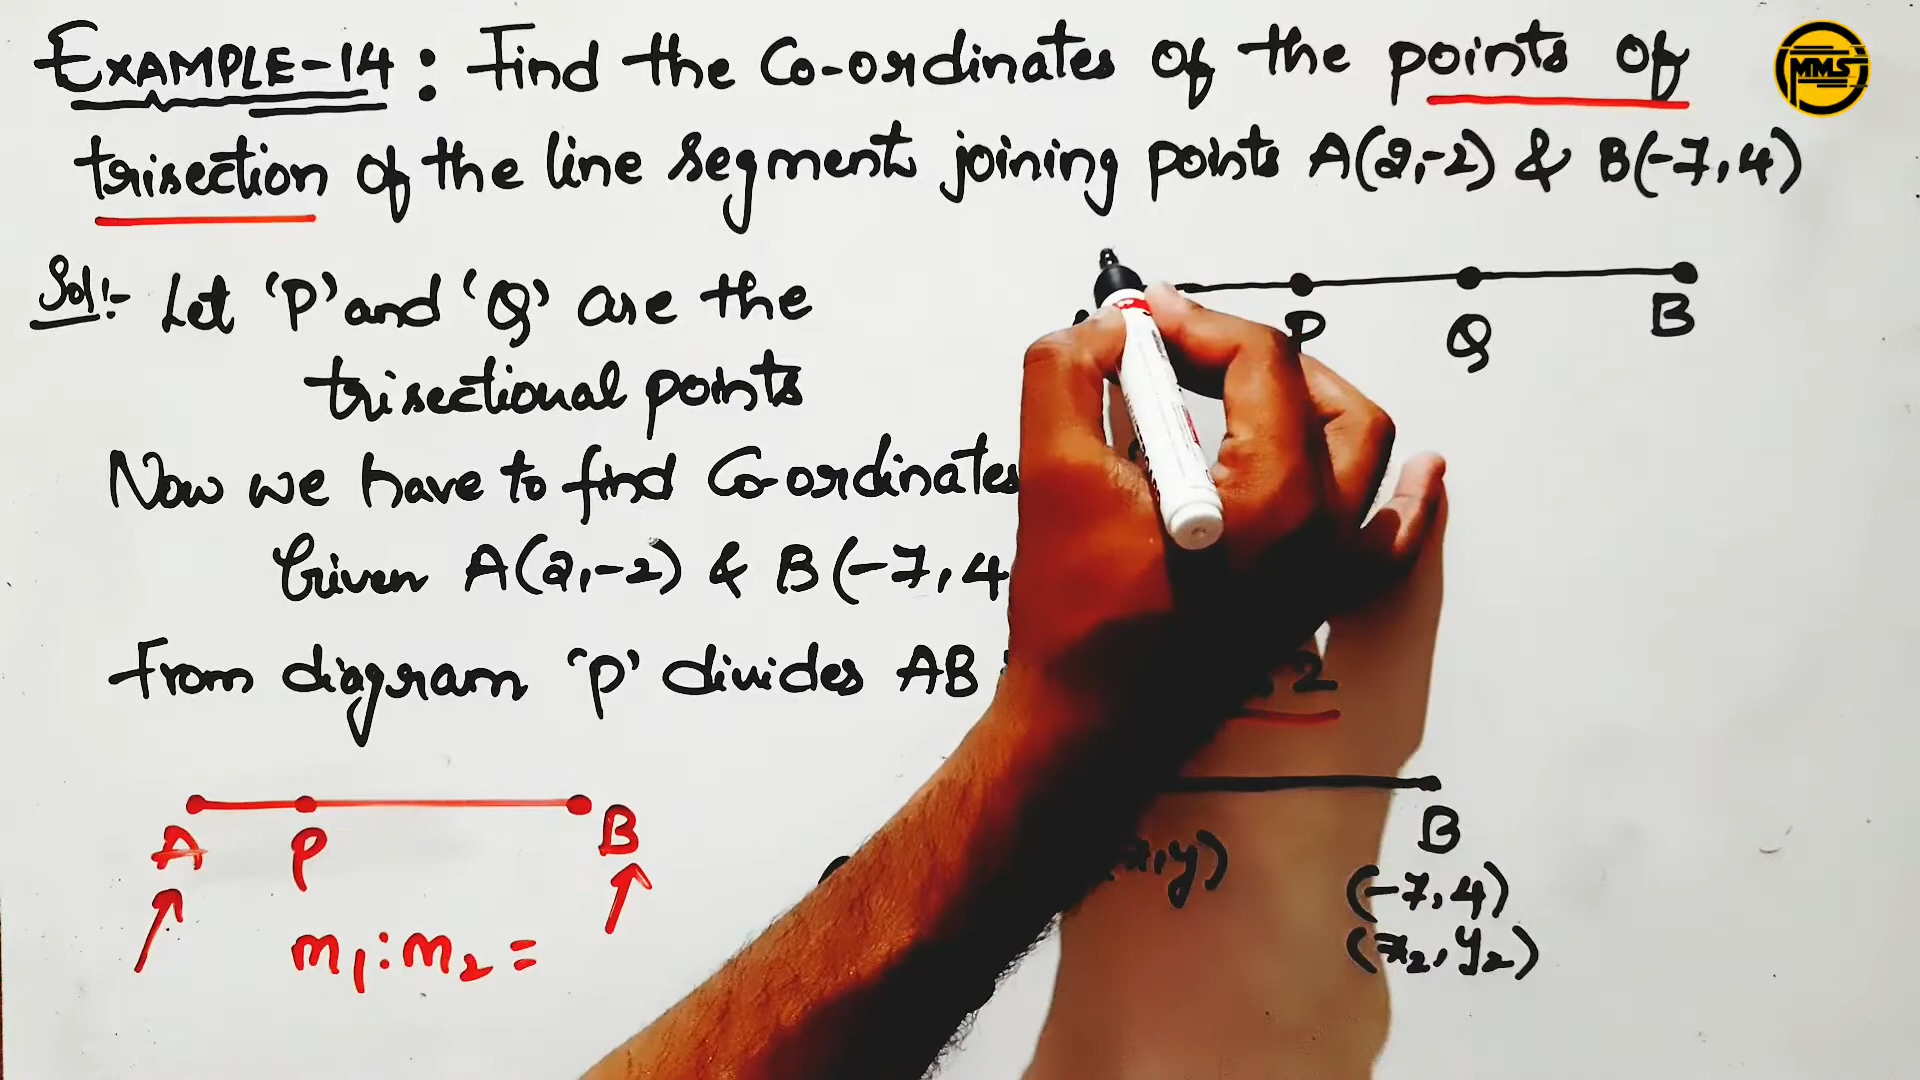 EXAMPLE-14: Find the Co-ordinates of the points of
MMS
trisection of the line segment joining points A(2,-2) & B(-7,4)
Sol:- Let 'P' and 'Q' are the
trisectional points
P Q B
Now we have to find Co-ordinates
Given A(2,-2) & B(-7,4
From diagram 'P' divides AB
2
A P B
m1:m2 =
B
x,y)
(-7,4)
(x2,y2)